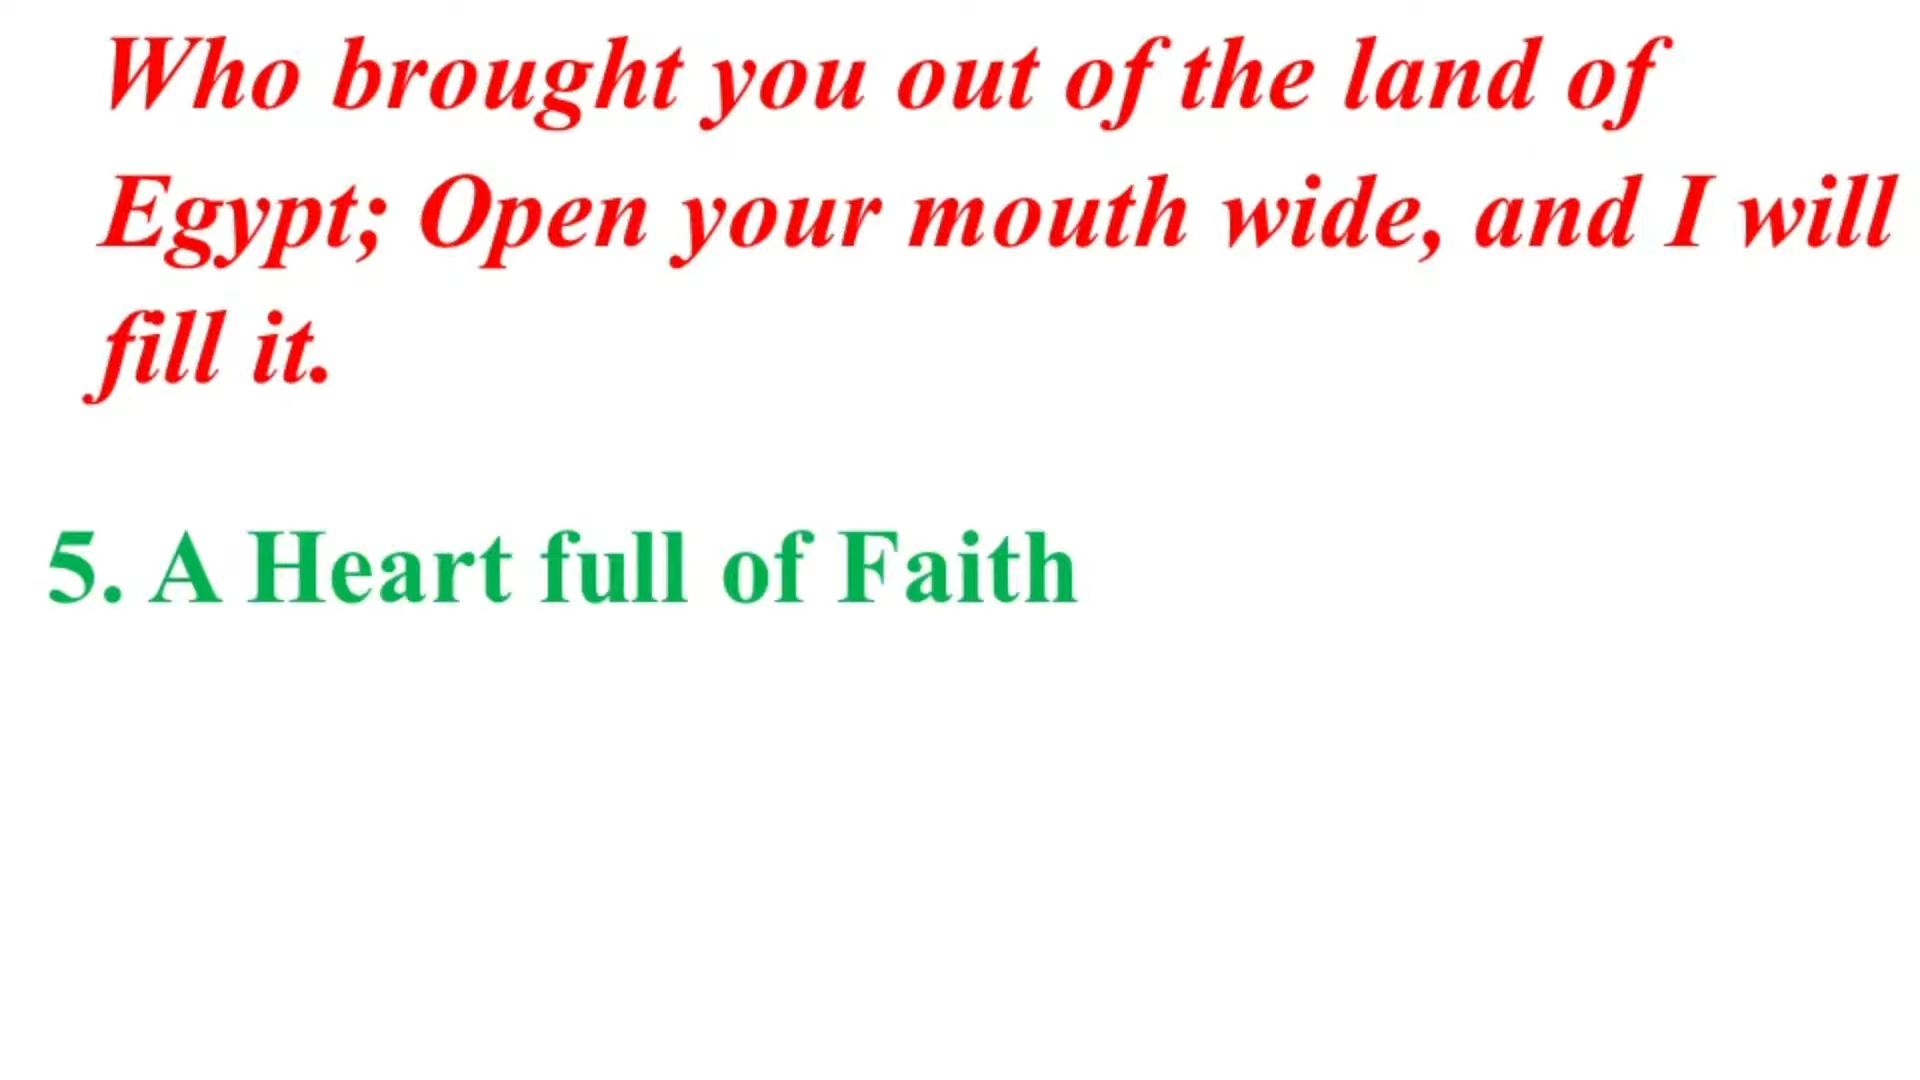 Who brought you out of the land of
Egypt; Open your mouth wide, and I will
fill it.
5. A Heart full of Faith